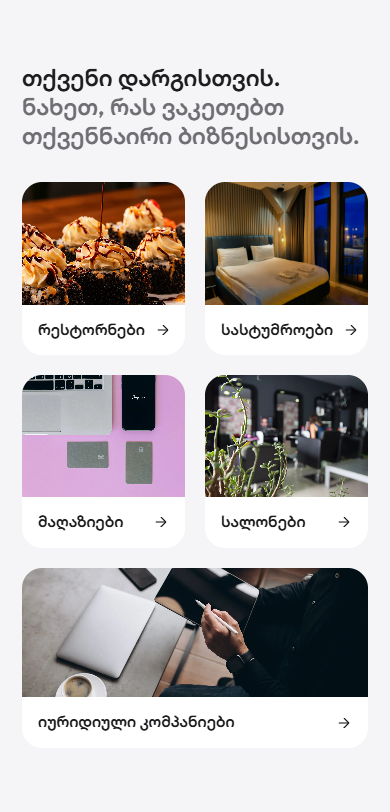 თქვენი დარგისთვის.
ნახეთ, რას ვაკეთებთ
თქვენნაირი ბიზნესისთვის.
რესტორნები
სასტუმროები
მაღაზიები
სალონები
იურიდიული კომპანიები